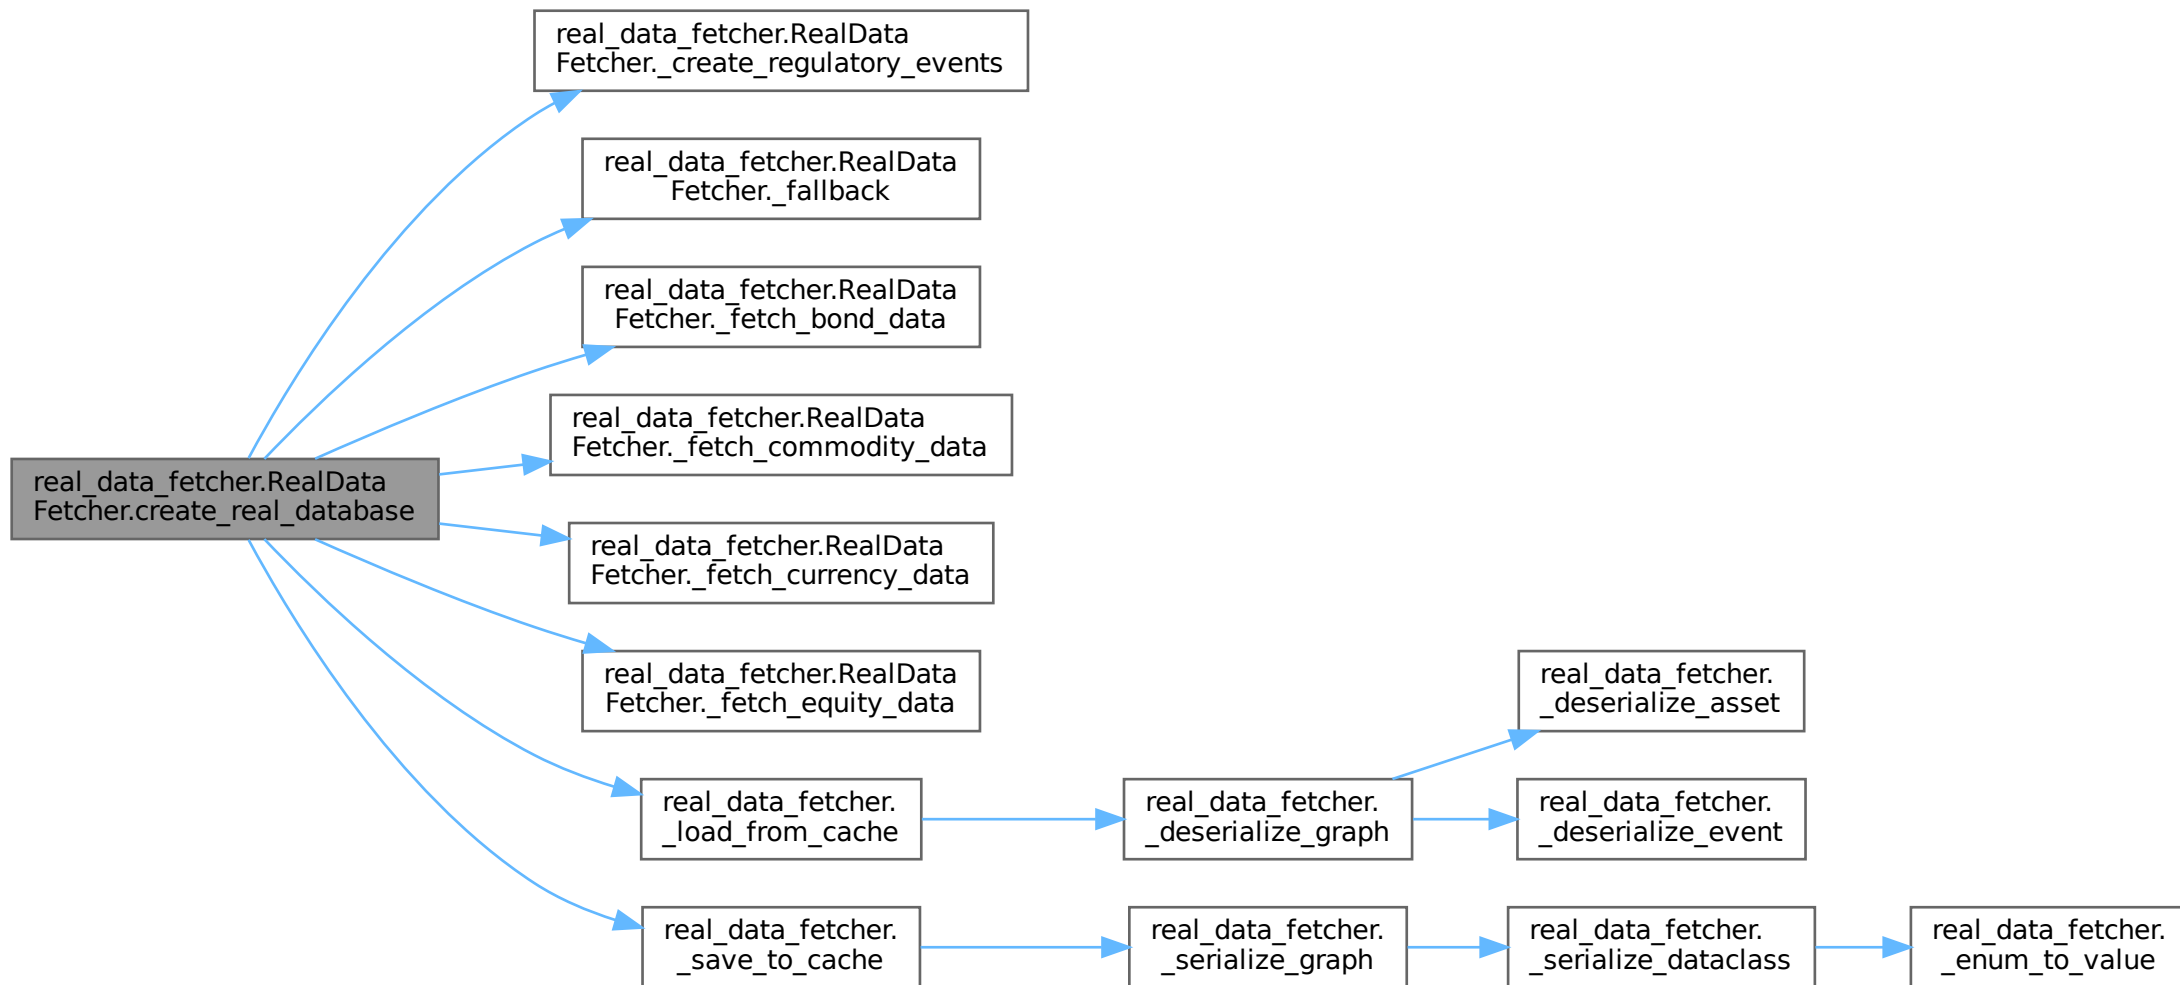 real_data_fetcher.RealData
Fetcher._create_regulatory_events
real_data_fetcher.RealData
Fetcher._fallback
real_data_fetcher.RealData
Fetcher._fetch_bond_data
real_data_fetcher.RealData
Fetcher._fetch_commodity_data
real_data_fetcher.RealData
Fetcher.create_real_database
real_data_fetcher.RealData
Fetcher._fetch_currency_data
real_data_fetcher.RealData
Fetcher._fetch_equity_data
real_data_fetcher.
_deserialize_asset
real_data_fetcher.
_load_from_cache
real_data_fetcher.
_deserialize_graph
real_data_fetcher.
_deserialize_event
real_data_fetcher.
_save_to_cache
real_data_fetcher.
_serialize_graph
real_data_fetcher.
_serialize_dataclass
real_data_fetcher.
_enum_to_value